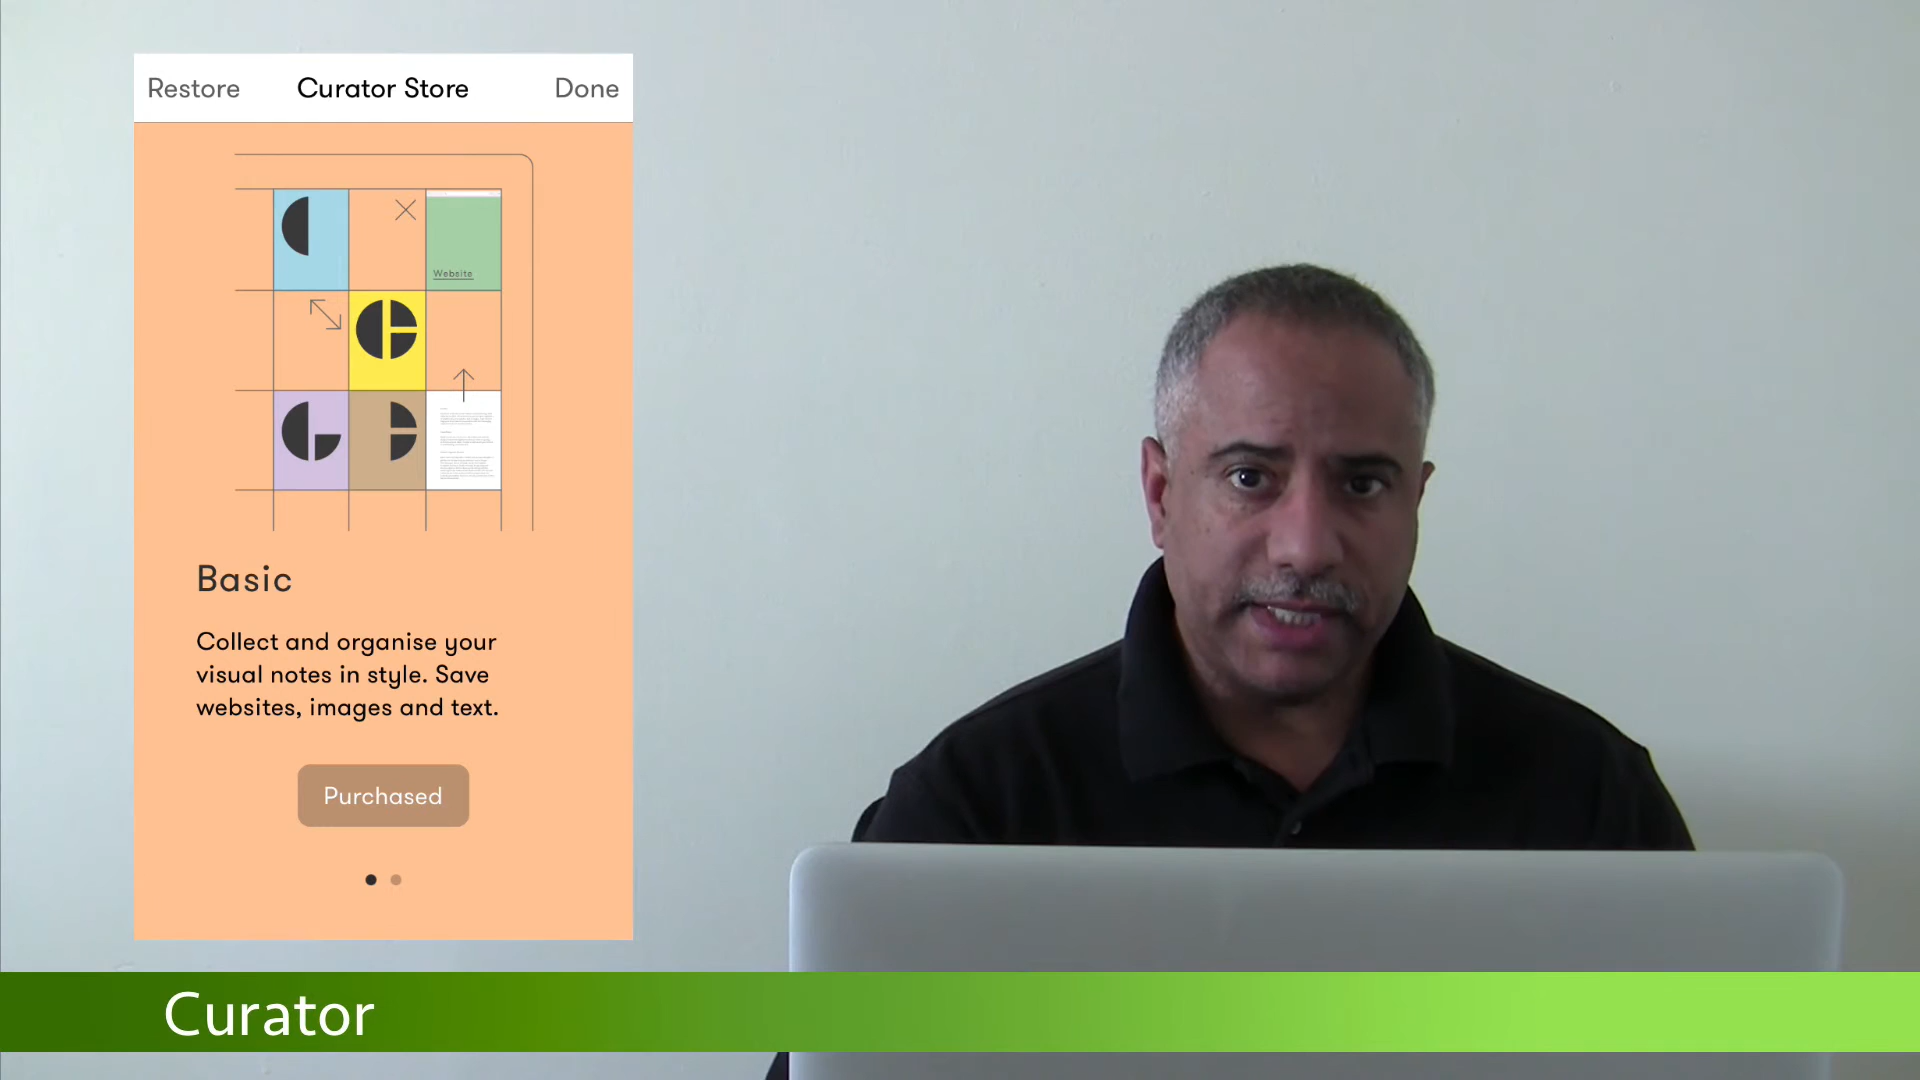 Restore
Curator Store
Done
Website
Basic
Collect and organise your
visual notes in style. Save
websites, images and text.
Purchased
Curator